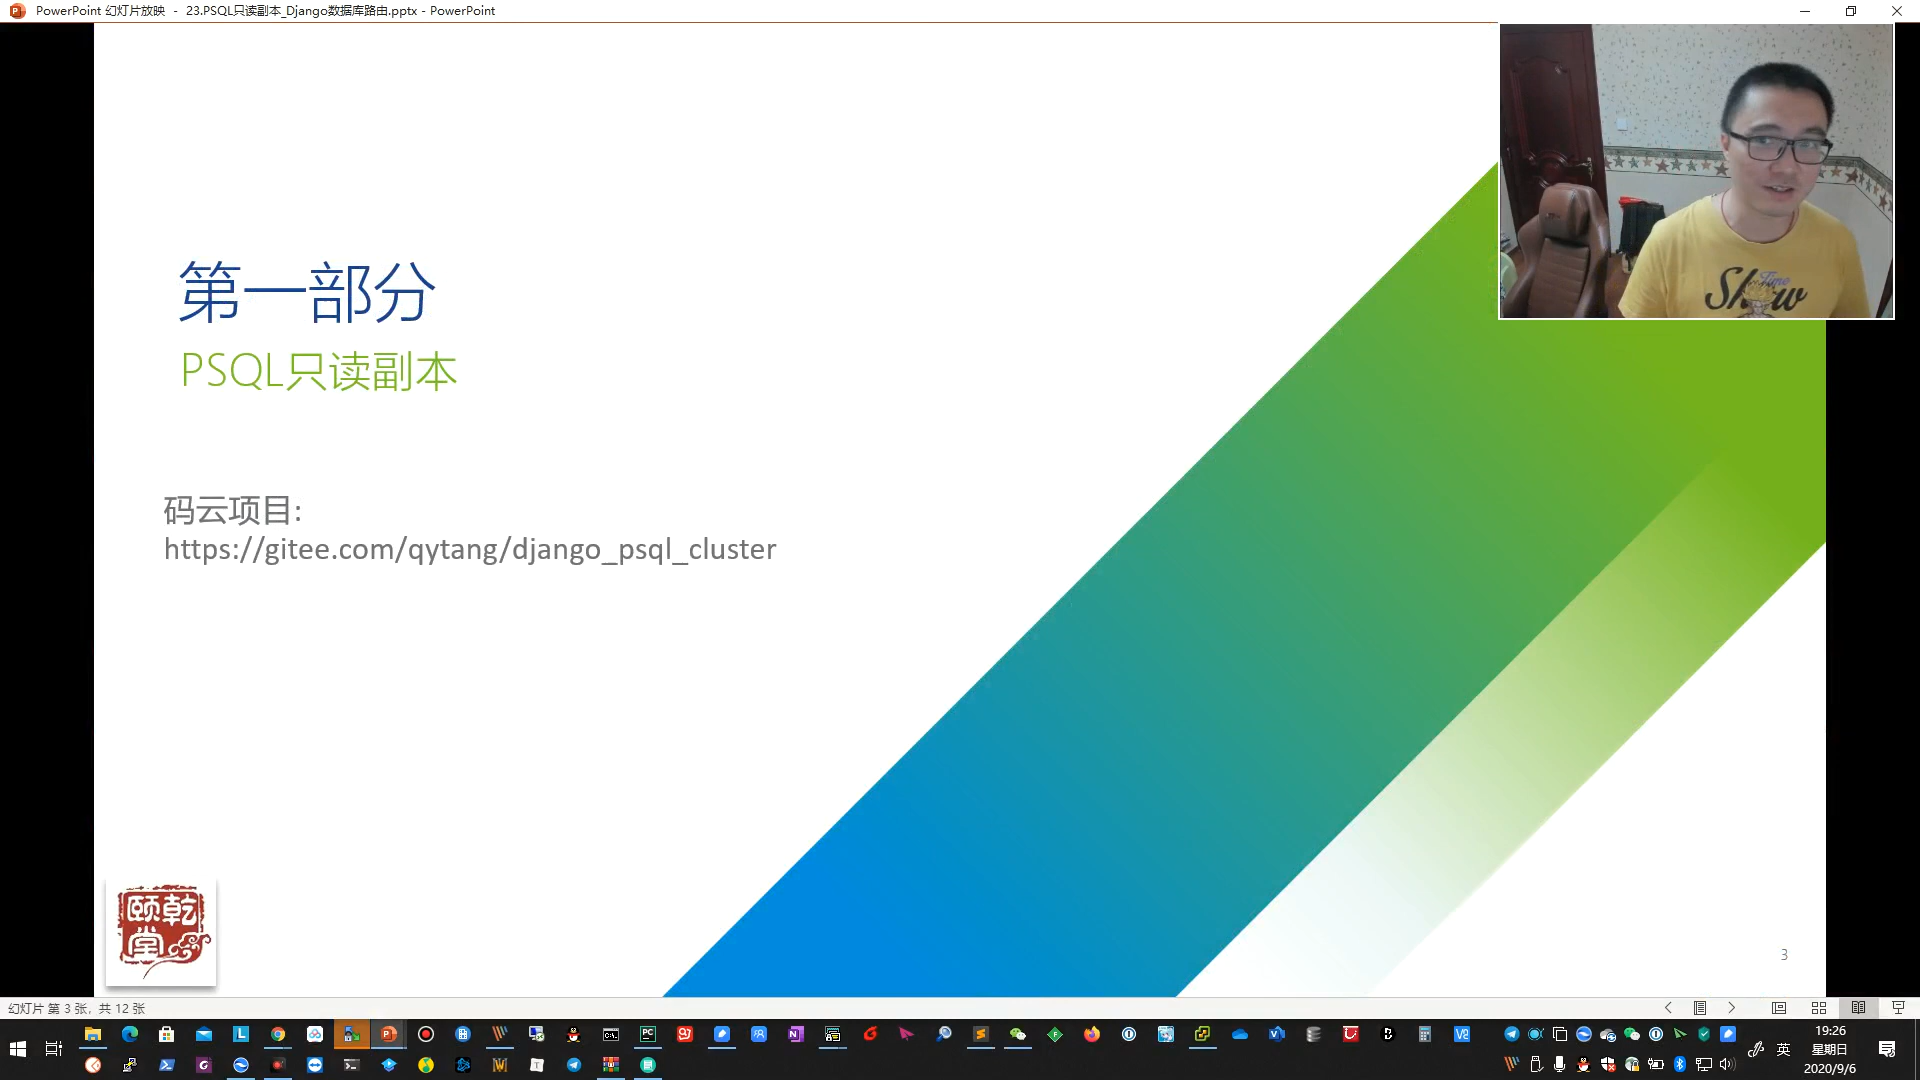 PowerPoint 幻灯片放映 - 23.PSQL只读副本_Django数据库路由.pptx - PowerPoint
第一部分
PSQL只读副本
码云项目:
https://gitee.com/qytang/django_psql_cluster
颐乾
堂
Time
Show
3
幻灯片 第 3 张，共 12 张
19:26
英
星期日
2020/9/6